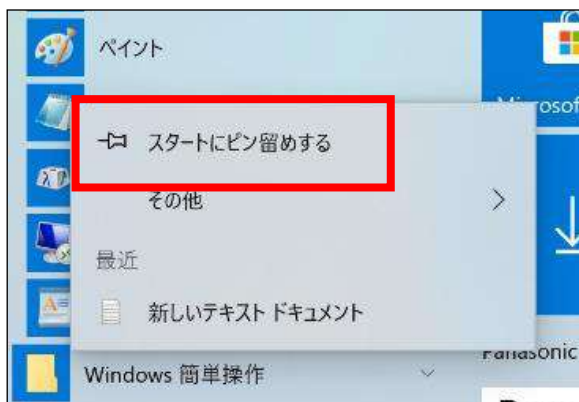 ペイント
スタートにピン留めする
その他
最近
新しいテキスト ドキュメント
Windows 簡単操作
Panasonic